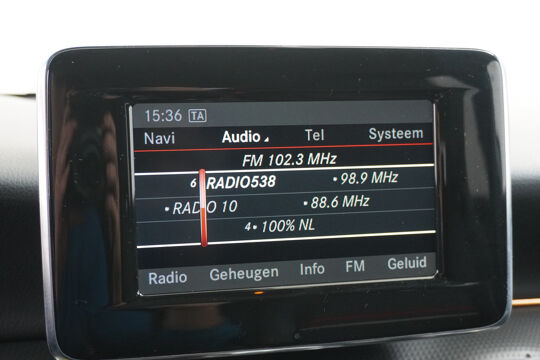 15:36 TA
Navi Audio Tel Systeem
FM 102.3 MHz
6 RADIO538 •98.9 MHz
•RADIO 10 •88.6 MHz
4• 100% NL
Radio Geheugen Info FM Geluid